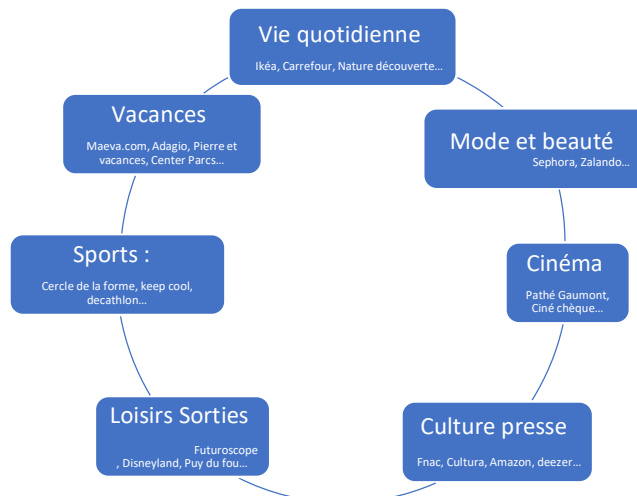 Vie quotidienne
Ikéa, Carrefour, Nature découverte...
Mode et beauté
Sephora, Zalando...
Cinéma
Pathé Gaumont,
Ciné chèque...
Culture presse
Fnac, Cultura, Amazon, deezer...
Loisirs Sorties
Futuroscope
, Disneyland, Puy du fou...
Sports :
Cercle de la forme, keep cool,
decathlon...
Vacances
Maeva.com, Adagio, Pierre et
vacances, Center Parcs...